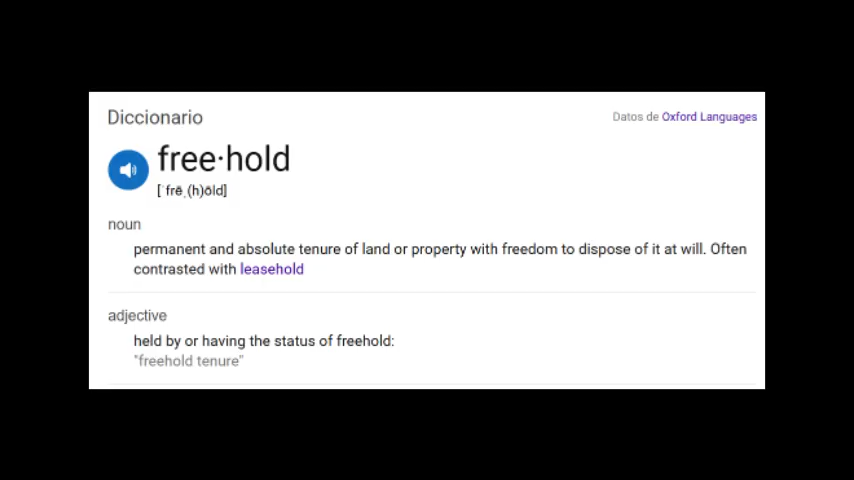 Diccionario
Datos de Oxford Languages
free·hold
[ˈfrēˌ(h)ōld]
noun
permanent and absolute tenure of land or property with freedom to dispose of it at will. Often
contrasted with leasehold
adjective
held by or having the status of freehold:
"freehold tenure"